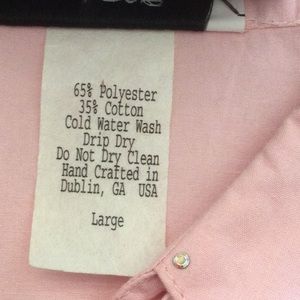 65% Polyester
35% Cotton
Cold Water Wash
Drip Dry
Do Not Dry Clean
Hand Crafted in
Dublin, GA USA
Large